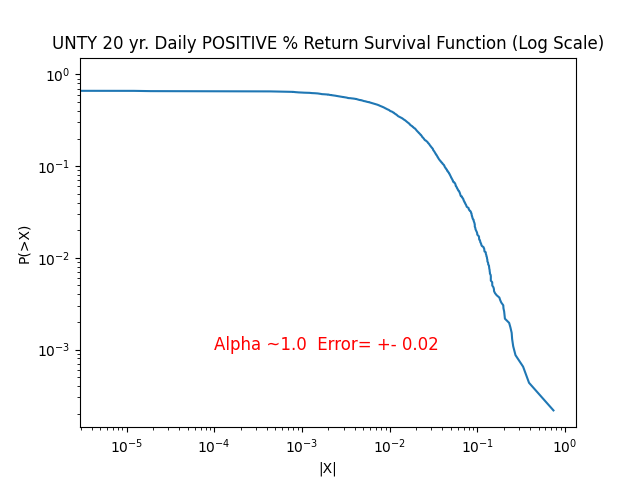 UNTY 20 yr. Daily POSITIVE % Return Survival Function (Log Scale)
10⁰
10⁻¹
10⁻²
10⁻³
P(>X)
Alpha ~1.0  Error= +- 0.02
10⁻⁵ 10⁻⁴ 10⁻³ 10⁻² 10⁻¹ 10⁰
|X|